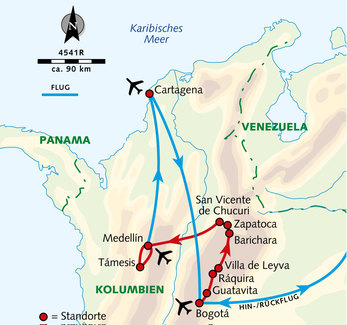 Karibisches
Meer
4541R
ca. 90 km
FLUG
Cartagena
PANAMA
VENEZUELA
San Vicente
de Chucuri
Zapatoca
Medellín
Barichara
Támesis
Villa de Leyva
Ráquira
KOLUMBIEN
Guatavita
HIN-/RÜCKFLUG
Bogotá
= Standorte